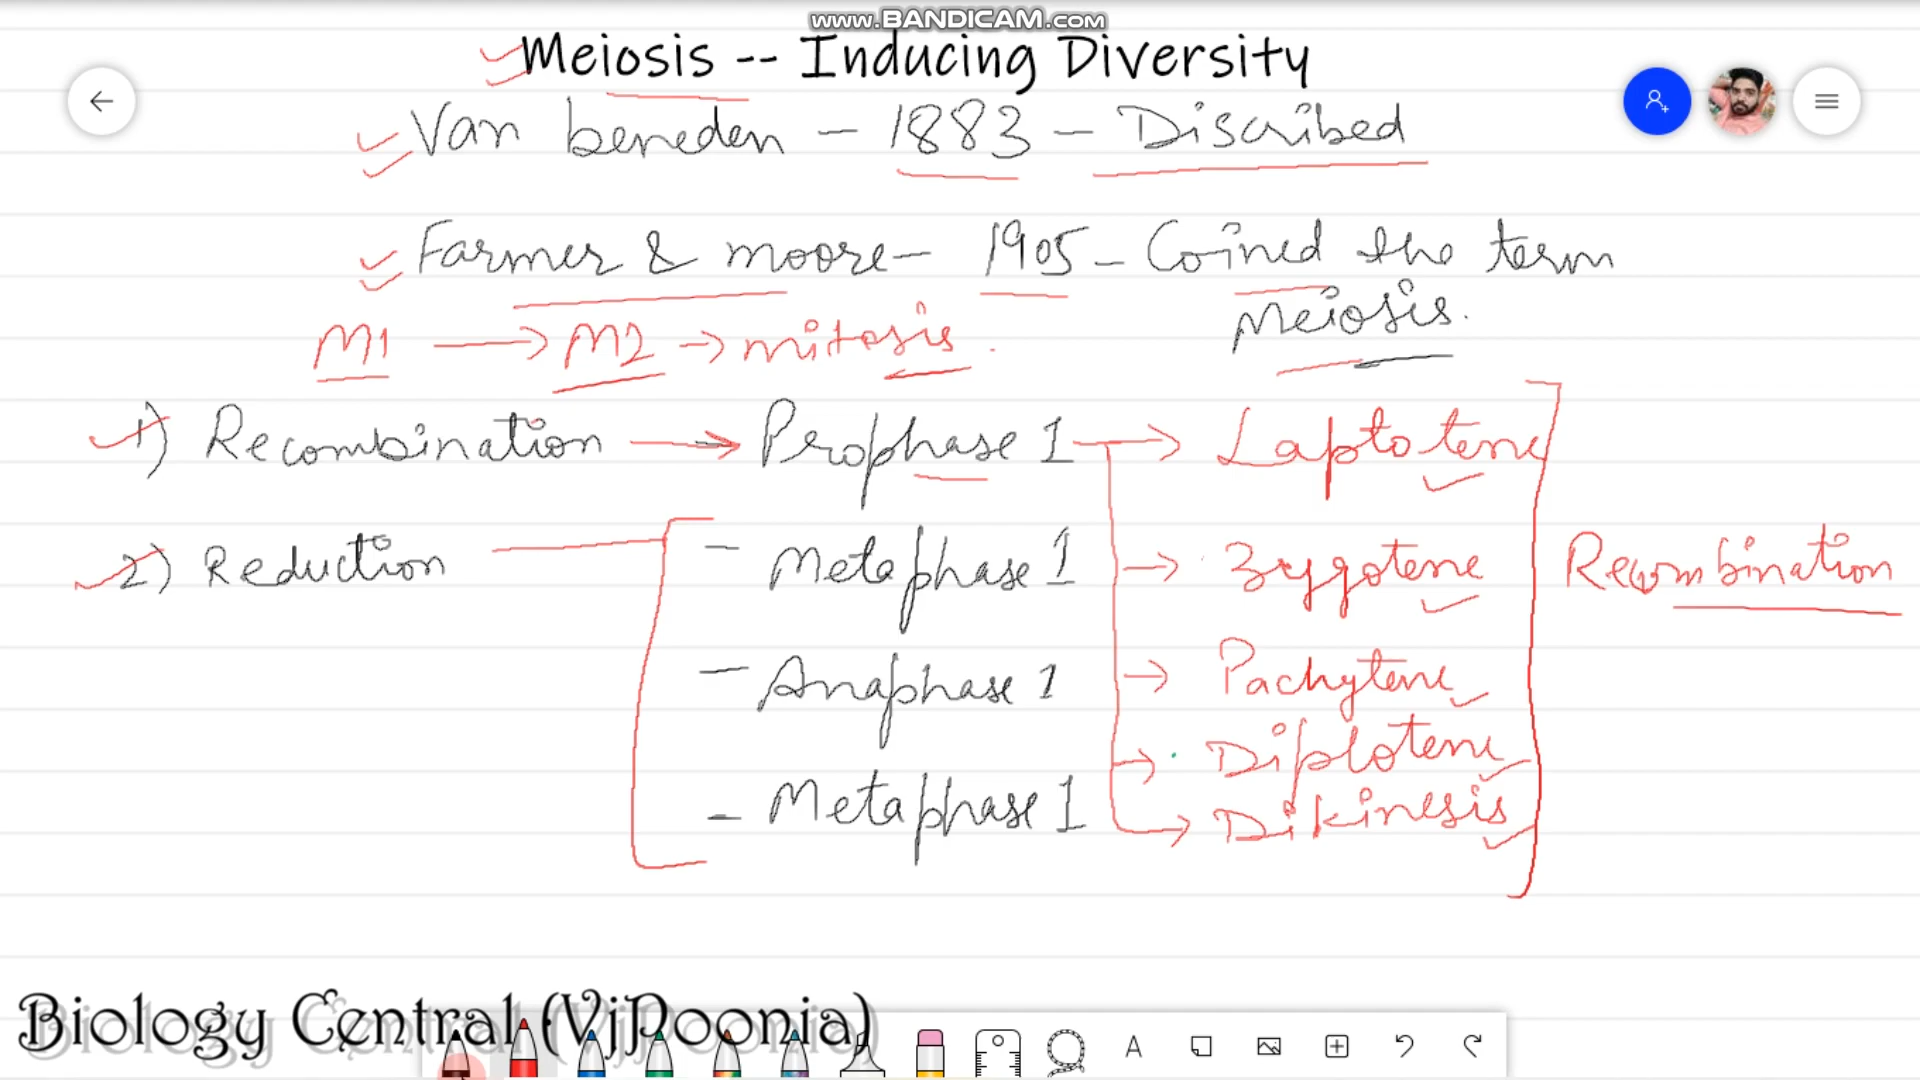 www.BANDICAM.com
Meiosis -- Inducing Diversity
Van beneden - 1883 - Discribed
Farmer & moore - 1905 - Coined the term
meiosis.
M1 → M2 → mitosis.
1) Recombination → Prophase 1 → Laptotene
2) Reduction - Metaphase 1 → Zygotene Recombination
- Anaphase 1 → Pachytene
→ Diplotene
- Metaphase 1 → Dikinesis
Biology Central (VjPoonia)
A